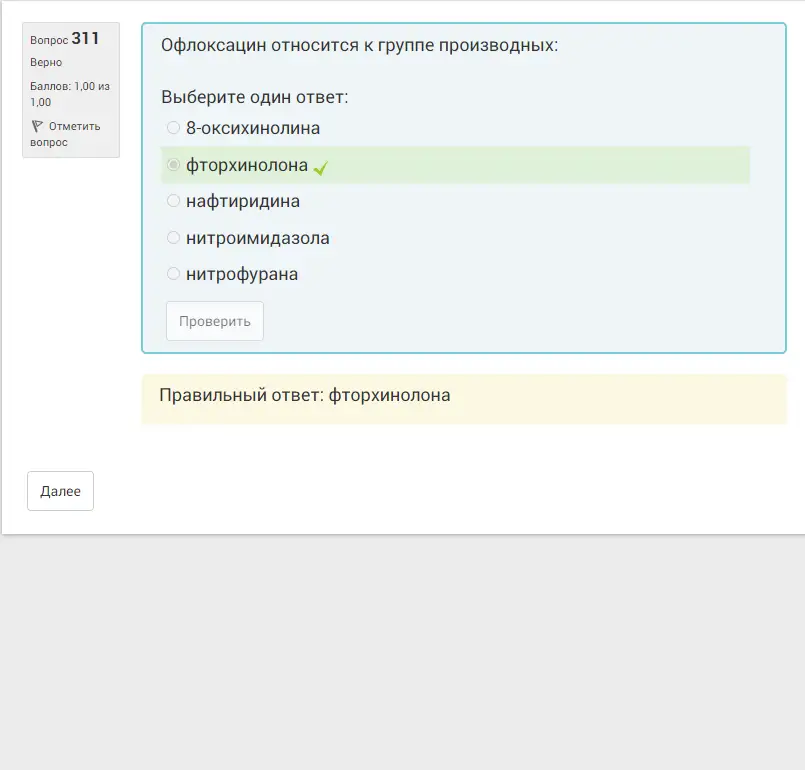 Вопрос 311
Верно
Баллов: 1,00 из
1,00
Отметить
вопрос
Офлоксацин относится к группе производных:
Выберите один ответ:
8-оксихинолина
фторхинолона
нафтиридина
нитроимидазола
нитрофурана
Проверить
Правильный ответ: фторхинолона
Далее